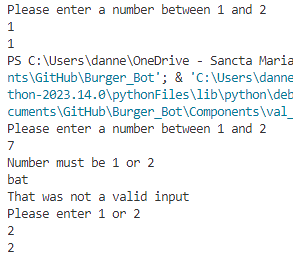 Please enter a number between 1 and 2
1
1
PS C:\Users\danne\OneDrive - Sancta Maria
nts\GitHub\Burger_Bot'; & 'C:\Users\danne
thon-2023.14.0\pythonFiles\lib\python\deb
cuments\GitHub\Burger_Bot\Components\val_
Please enter a number between 1 and 2
7
Number must be 1 or 2
bat
That was not a valid input
Please enter 1 or 2
2
2